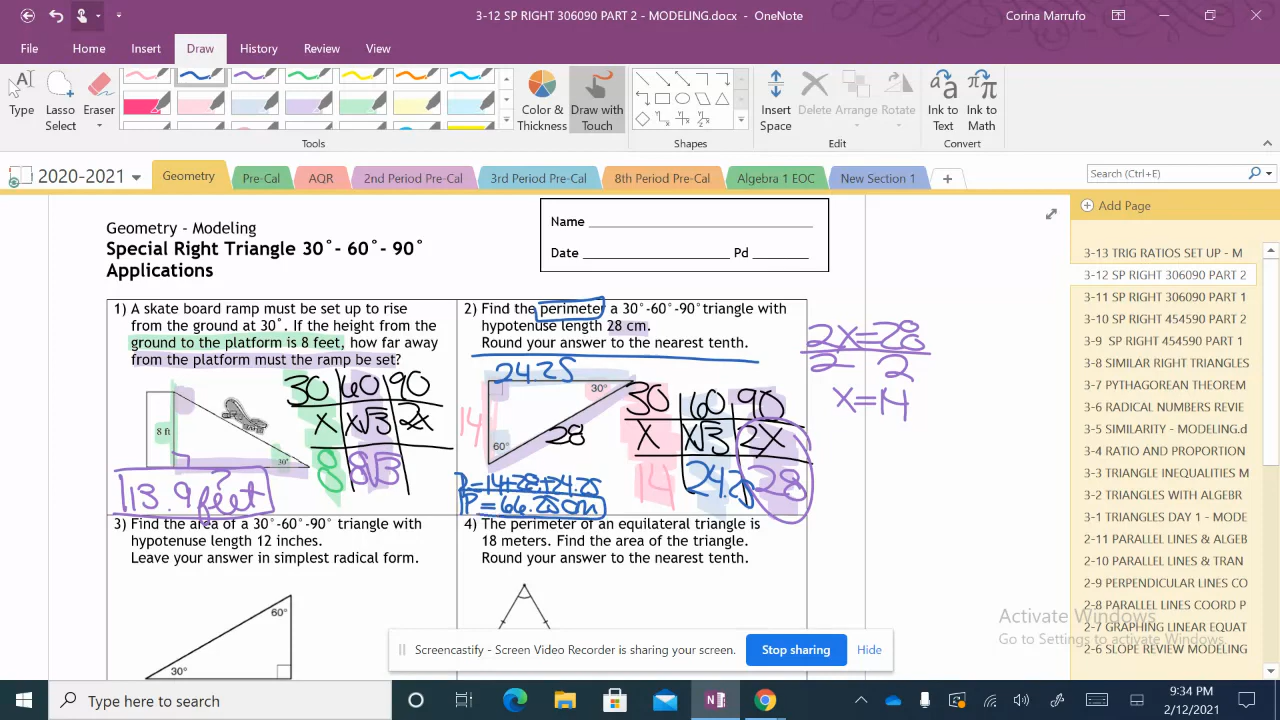 3-12 SP RIGHT 306090 PART 2 - MODELING.docx - OneNote
Corina Marrufo
File Home Insert Draw History Review View
Type
Lasso Select
Eraser
Color & Thickness
Draw with Touch
Insert Space
Delete
Arrange
Rotate
Ink to Text
Ink to Math
Tools
Shapes
Edit
Convert
2020-2021
Geometry
Pre-Cal
AQR
2nd Period Pre-Cal
3rd Period Pre-Cal
8th Period Pre-Cal
Algebra 1 EOC
New Section 1
Search (Ctrl+E)
Add Page
Geometry - Modeling
Special Right Triangle 30°- 60°- 90°
Applications
Name
Date Pd
1) A skate board ramp must be set up to rise
from the ground at 30°. If the height from the
ground to the platform is 8 feet, how far away
from the platform must the ramp be set?
8 ft
30°
?
30 60 90
x x√3 2x
8 8√3
13.9 feet
2) Find the perimeter a 30°-60°-90° triangle with
hypotenuse length 28 cm.
Round your answer to the nearest tenth.
24.25
30°
14
28
60°
30 60 90
x x√3 2x
14 24.25 28
P=14+28+24.25
P=66.25cm
2x=28
2 2
x=14
3) Find the area of a 30°-60°-90° triangle with
hypotenuse length 12 inches.
Leave your answer in simplest radical form.
60°
30°
4) The perimeter of an equilateral triangle is
18 meters. Find the area of the triangle.
Round your answer to the nearest tenth.
3-13 TRIG RATIOS SET UP - M
3-12 SP RIGHT 306090 PART 2
3-11 SP RIGHT 306090 PART 1
3-10 SP RIGHT 454590 PART 2
3-9 SP RIGHT 454590 PART 1
3-8 SIMILAR RIGHT TRIANGLES
3-7 PYTHAGOREAN THEOREM
3-6 RADICAL NUMBERS REVIE
3-5 SIMILARITY - MODELING.d
3-4 RATIO AND PROPORTION
3-3 TRIANGLE INEQUALITIES M
3-2 TRIANGLES WITH ALGEBR
3-1 TRIANGLES DAY 1 - MODE
2-11 PARALLEL LINES & ALGEB
2-10 PARALLEL LINES & TRAN
2-9 PERPENDICULAR LINES CO
2-8 PARALLEL LINES COORD P
2-7 GRAPHING LINEAR EQUAT
2-6 SLOPE REVIEW MODELING
Activate Windows
Go to Settings to activate Windows.
Screencastify - Screen Video Recorder is sharing your screen.
Stop sharing
Hide
Type here to search
9:34 PM
2/12/2021